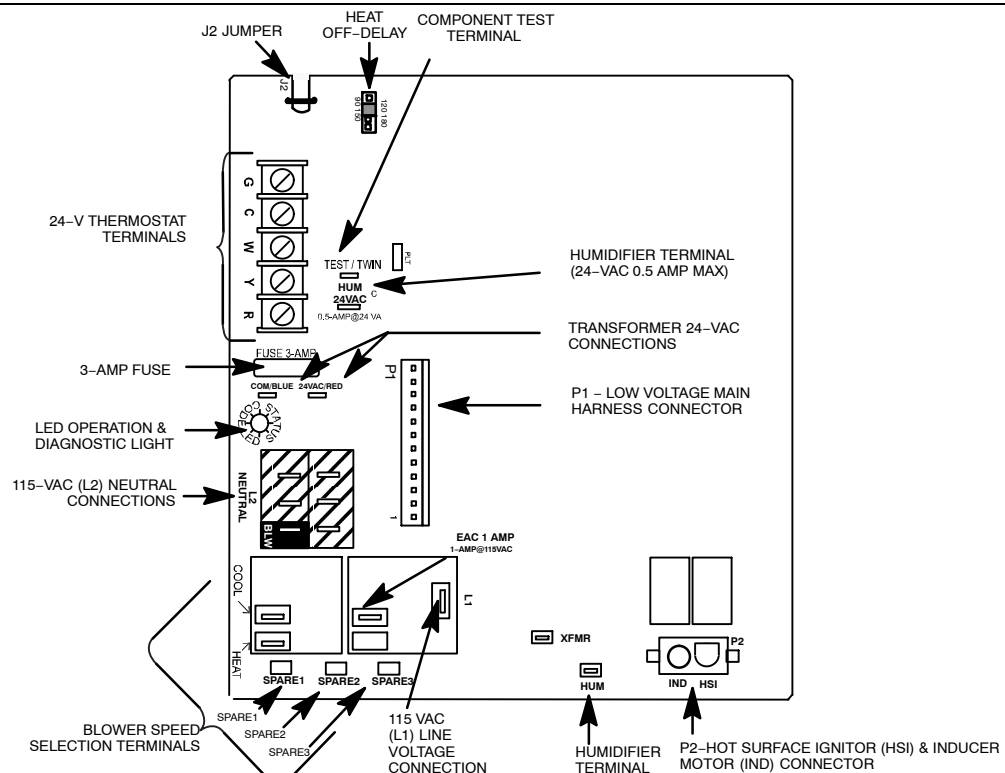 HEAT
OFF-DELAY
COMPONENT TEST
TERMINAL
J2 JUMPER
J2
120 180
90 150
24-V THERMOSTAT
TERMINALS
G
C
W
Y
R
TEST / TWIN
PLT
HUM
24VAC
C
0.5-AMP@24 VA
HUMIDIFIER TERMINAL
(24-VAC 0.5 AMP MAX)
TRANSFORMER 24-VAC
CONNECTIONS
FUSE 3-AMP
3-AMP FUSE
COM/BLUE 24VAC/RED
P1
P1 - LOW VOLTAGE MAIN
HARNESS CONNECTOR
1
STATUS
CODE
LED
LED OPERATION &
DIAGNOSTIC LIGHT
115-VAC (L2) NEUTRAL
CONNECTIONS
L2
NEUTRAL
BLW
EAC 1 AMP
1-AMP@115VAC
COOL
HEAT
L1
XFMR
HUM
P2
IND HSI
SPARE1 SPARE2 SPARE3
SPARE1
SPARE2
SPARE3
BLOWER SPEED
SELECTION TERMINALS
115 VAC
(L1) LINE
VOLTAGE
CONNECTION
HUMIDIFIER
TERMINAL
P2-HOT SURFACE IGNITOR (HSI) & INDUCER
MOTOR (IND) CONNECTOR